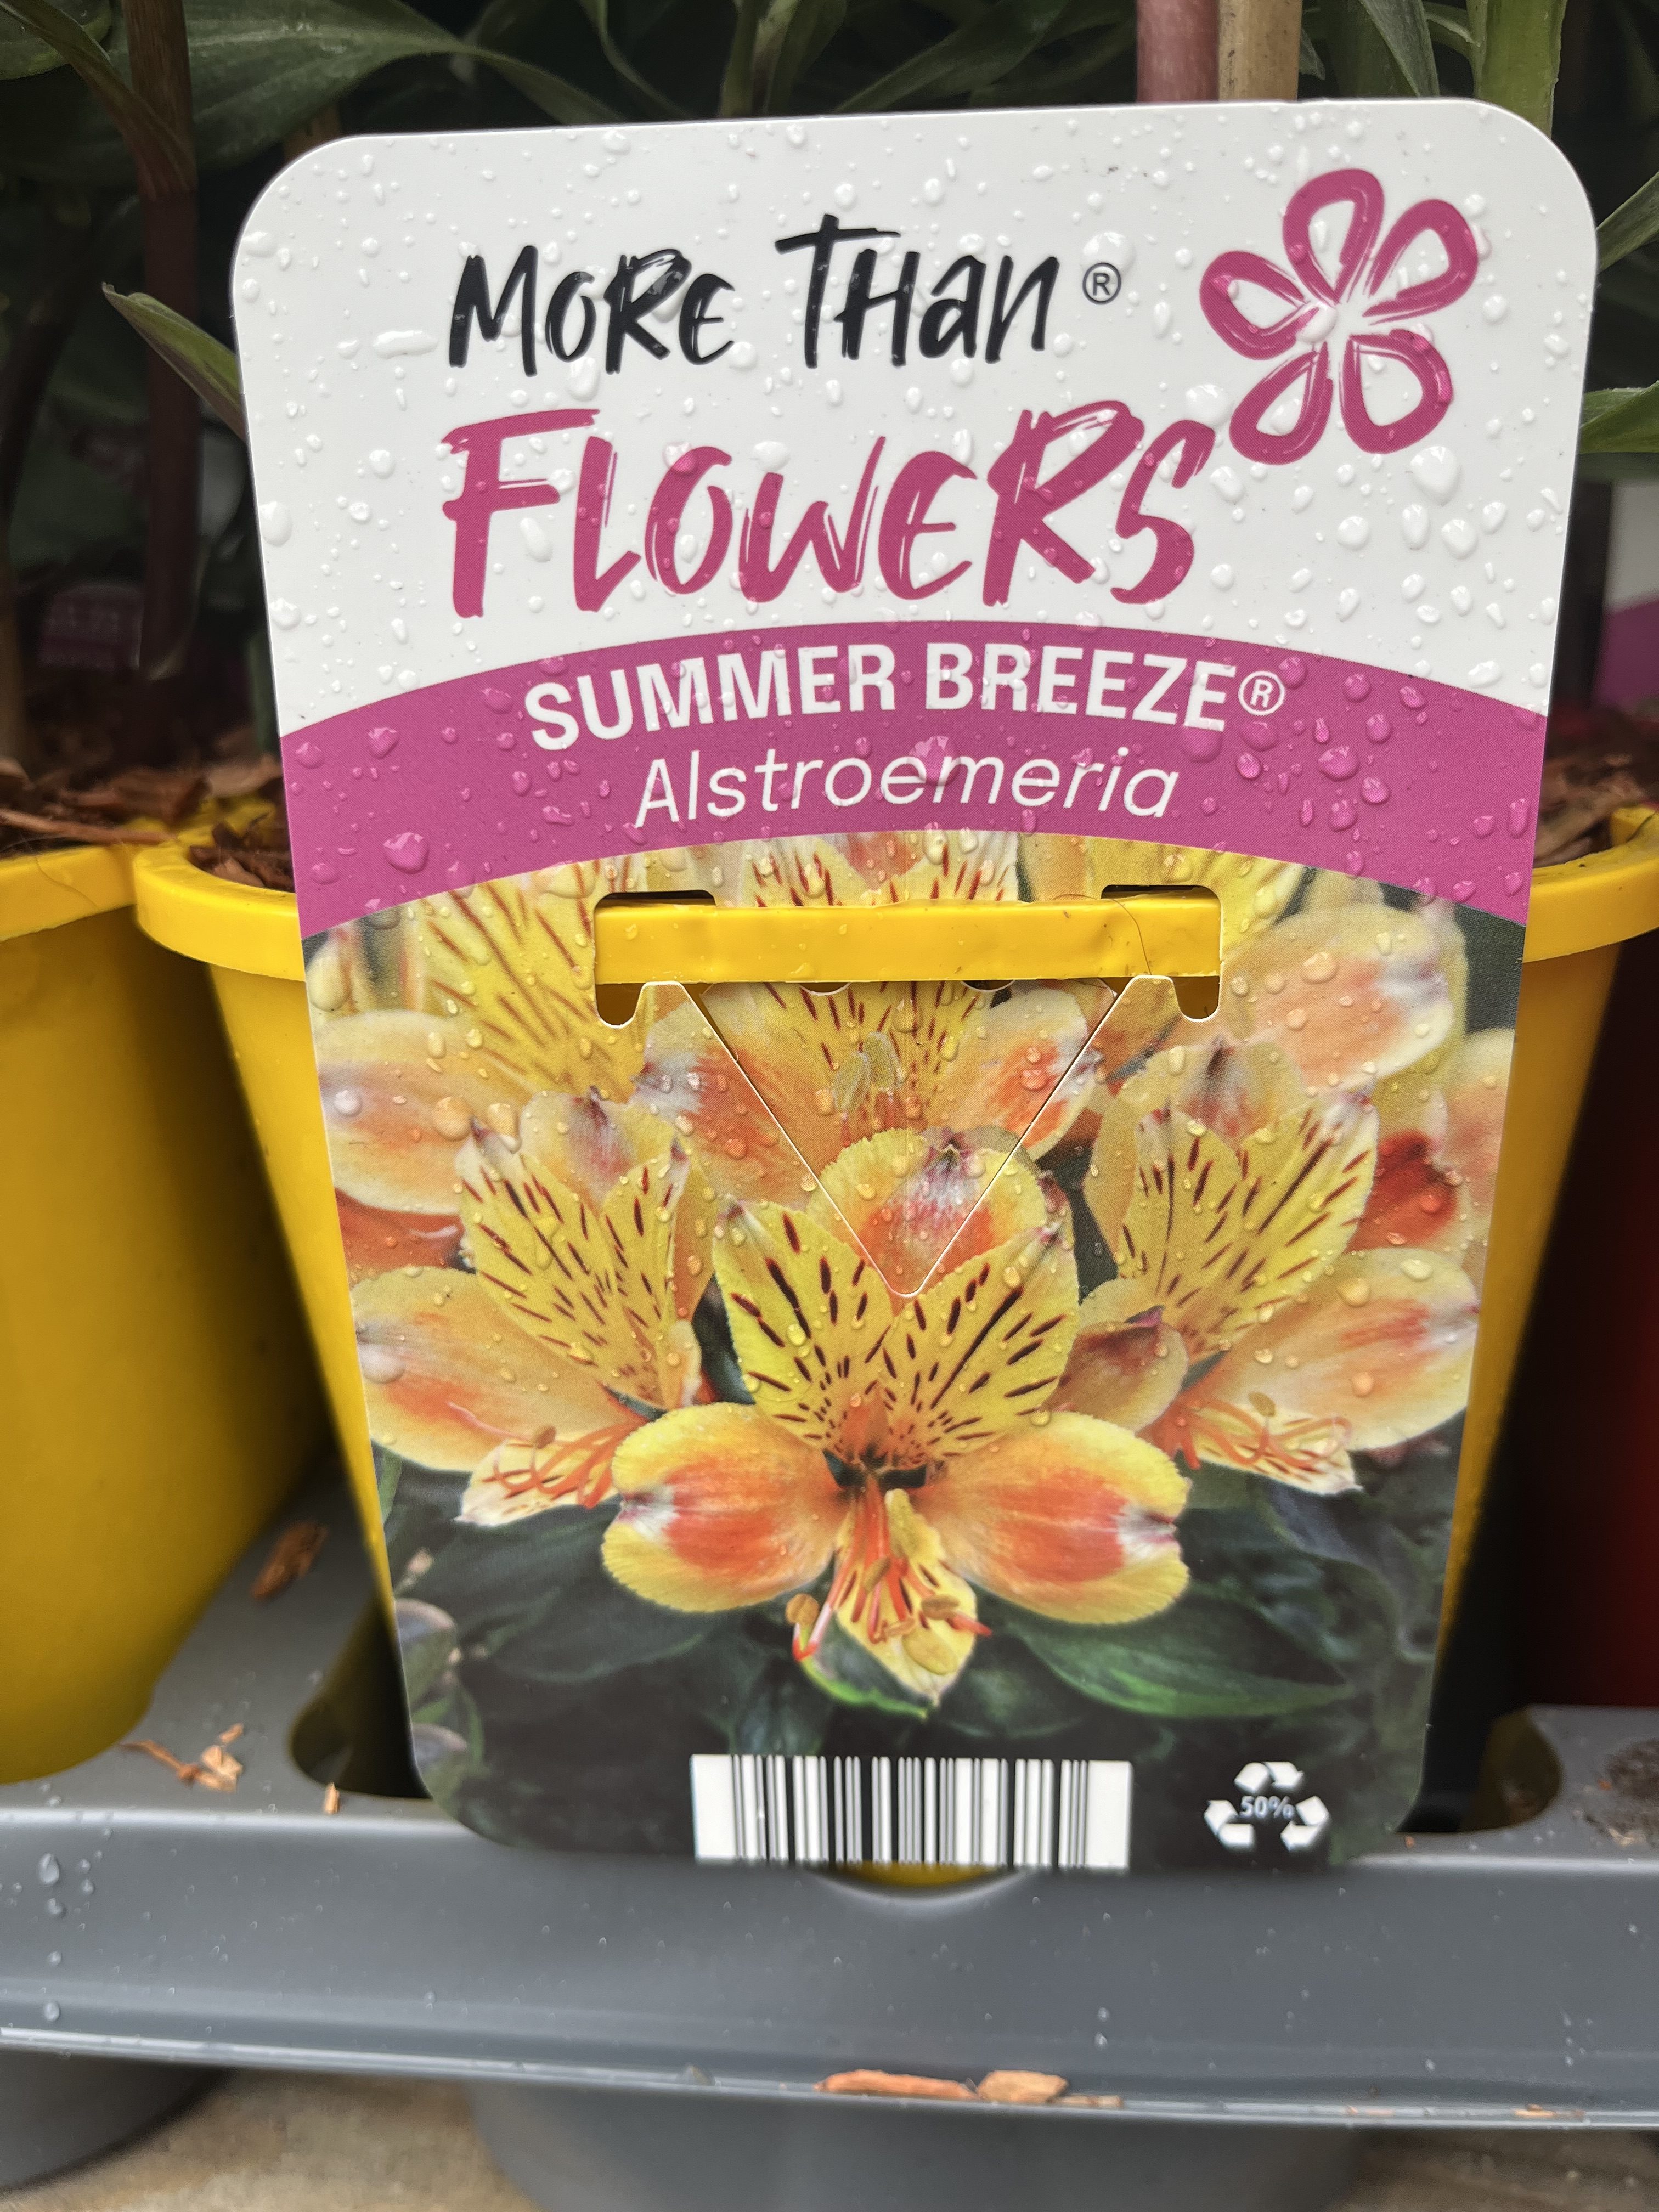 MORE THAN®
FLOWERS
SUMMER BREEZE®
Alstroemeria
50%